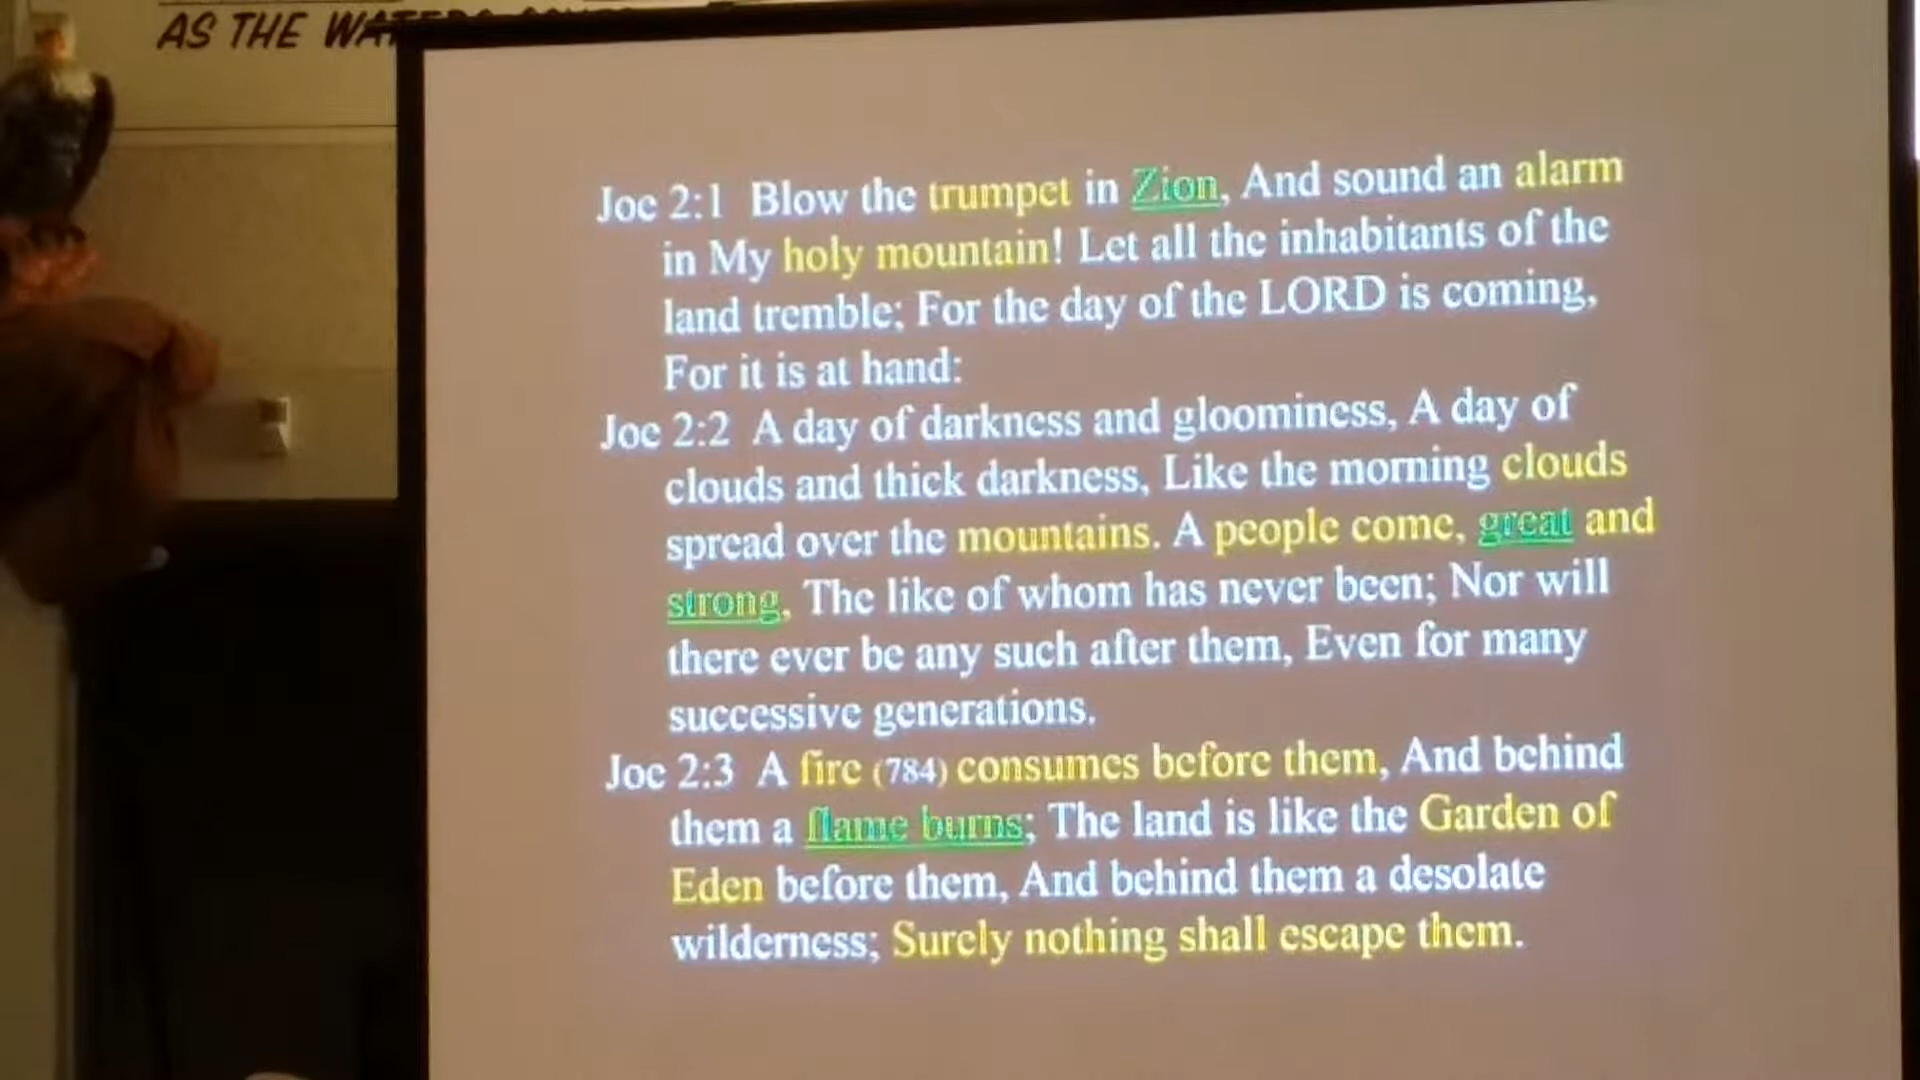 AS THE WATERS
Joe 2:1 Blow the trumpet in Zion, And sound an alarm
in My holy mountain! Let all the inhabitants of the
land tremble; For the day of the LORD is coming,
For it is at hand:
Joe 2:2 A day of darkness and gloominess, A day of
clouds and thick darkness, Like the morning clouds
spread over the mountains. A people come, great and
strong, The like of whom has never been; Nor will
there ever be any such after them, Even for many
successive generations.
Joe 2:3 A fire (784) consumes before them, And behind
them a flame burns; The land is like the Garden of
Eden before them, And behind them a desolate
wilderness; Surely nothing shall escape them.